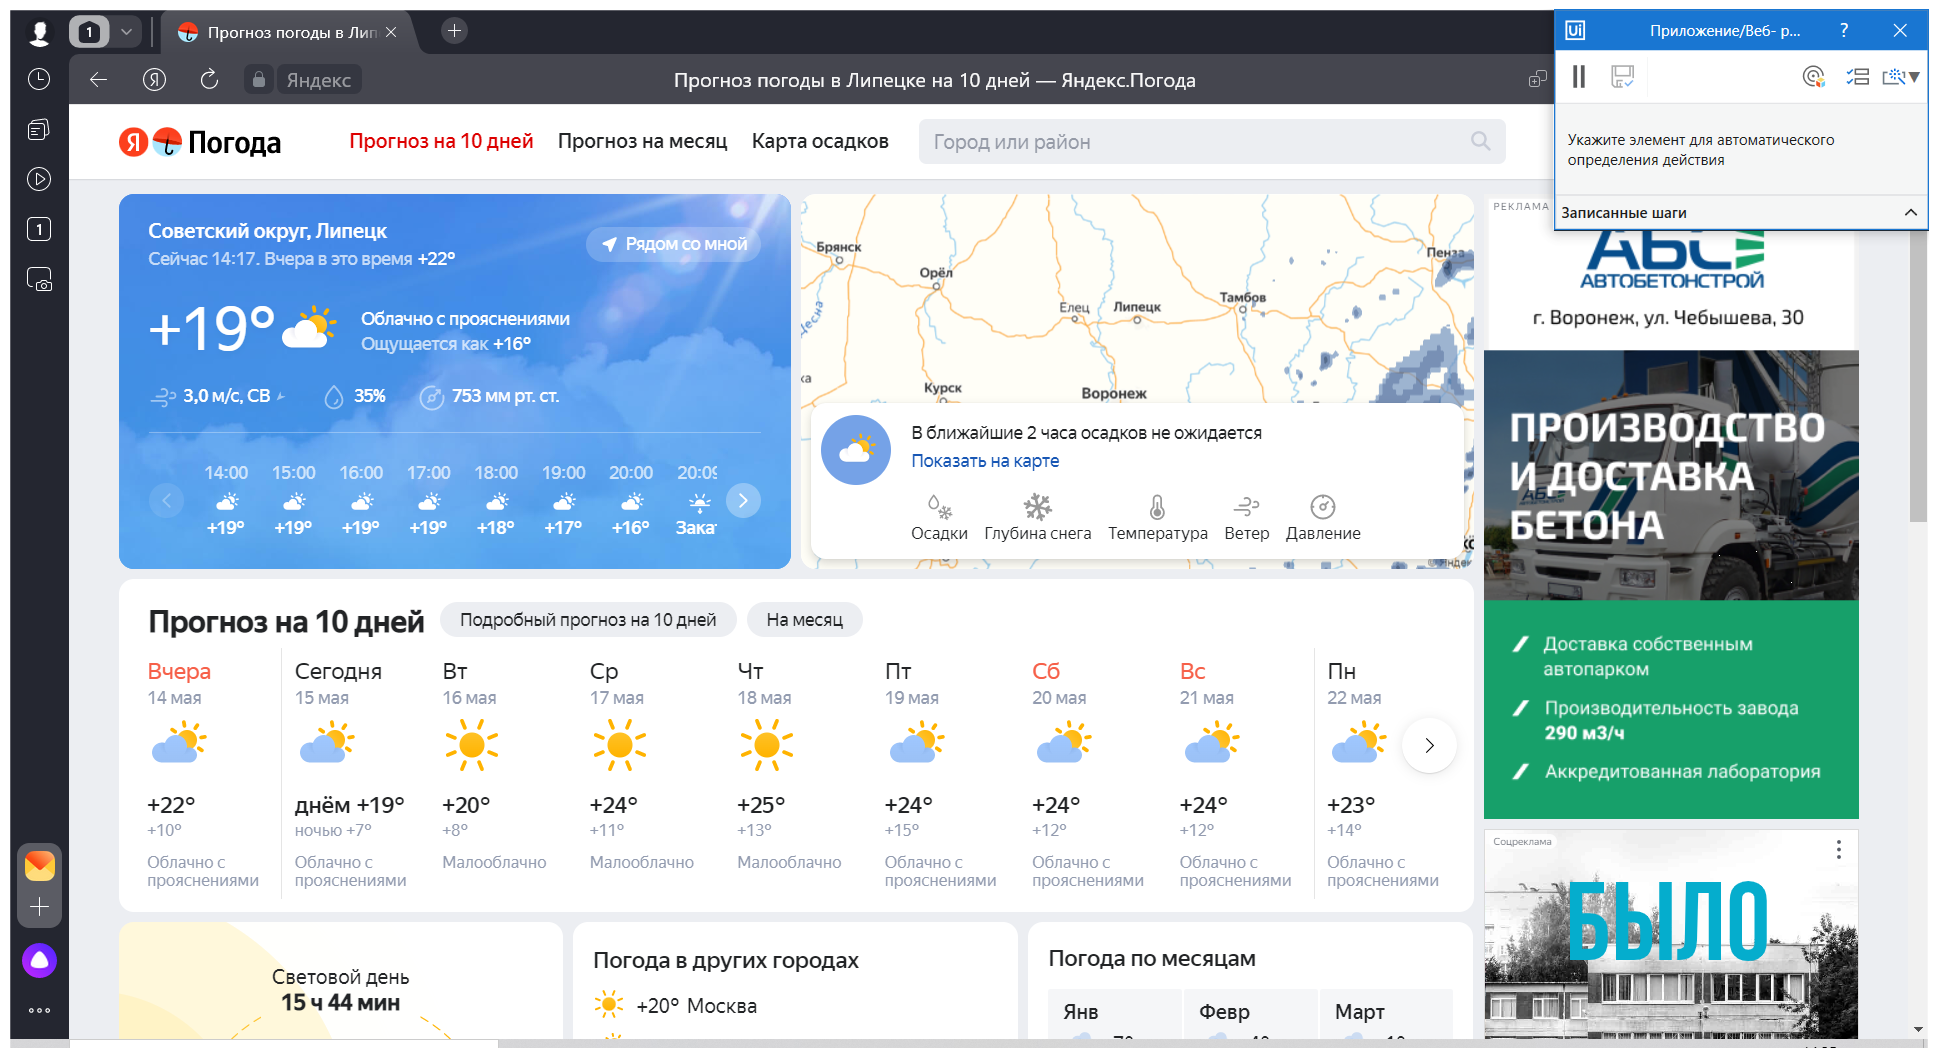 1
Прогноз погоды в Лип
Приложение/Веб- р...
?
Ui
Я
Яндекс
Прогноз погоды в Липецке на 10 дней — Яндекс.Погода
1
Укажите элемент для автоматического
определения действия
Записанные шаги
Я Погода
Прогноз на 10 дней
Прогноз на месяц
Карта осадков
Город или район
Советский округ, Липецк
Сейчас 14:17. Вчера в это время +22°
Рядом со мной
+19°
Облачно с прояснениями
Ощущается как +16°
3,0 м/с, СВ
35%
753 мм рт. ст.
14:00 15:00 16:00 17:00 18:00 19:00 20:00 20:09
+19° +19° +19° +19° +18° +17° +16° Закат
Брянск
Орёл
Елец
Липецк
Тамбов
Пенза
Курск
Воронеж
В ближайшие 2 часа осадков не ожидается
Показать на карте
Осадки
Глубина снега
Температура
Ветер
Давление
РЕКЛАМА
АБС
АВТОБЕТОНСТРОЙ
г. Воронеж, ул. Чебышева, 30
ПРОИЗВОДСТВО
И ДОСТАВКА
БЕТОНА
Доставка собственным
автопарком
Производительность завода
290 м3/ч
Аккредитованная лаборатория
Прогноз на 10 дней
Подробный прогноз на 10 дней
На месяц
Вчера
14 мая
+22°
+10°
Облачно с
прояснениями
Сегодня
15 мая
днём +19°
ночью +7°
Облачно с
прояснениями
Вт
16 мая
+20°
+8°
Малооблачно
Ср
17 мая
+24°
+11°
Малооблачно
Чт
18 мая
+25°
+13°
Малооблачно
Пт
19 мая
+24°
+15°
Облачно с
прояснениями
Сб
20 мая
+24°
+12°
Облачно с
прояснениями
Вс
21 мая
+24°
+12°
Облачно с
прояснениями
Пн
22 мая
+23°
+14°
Облачно с
прояснениями
Световой день
15 ч 44 мин
Погода в других городах
+20° Москва
Погода по месяцам
Янв
Февр
Март
Соцреклама
БЫЛО